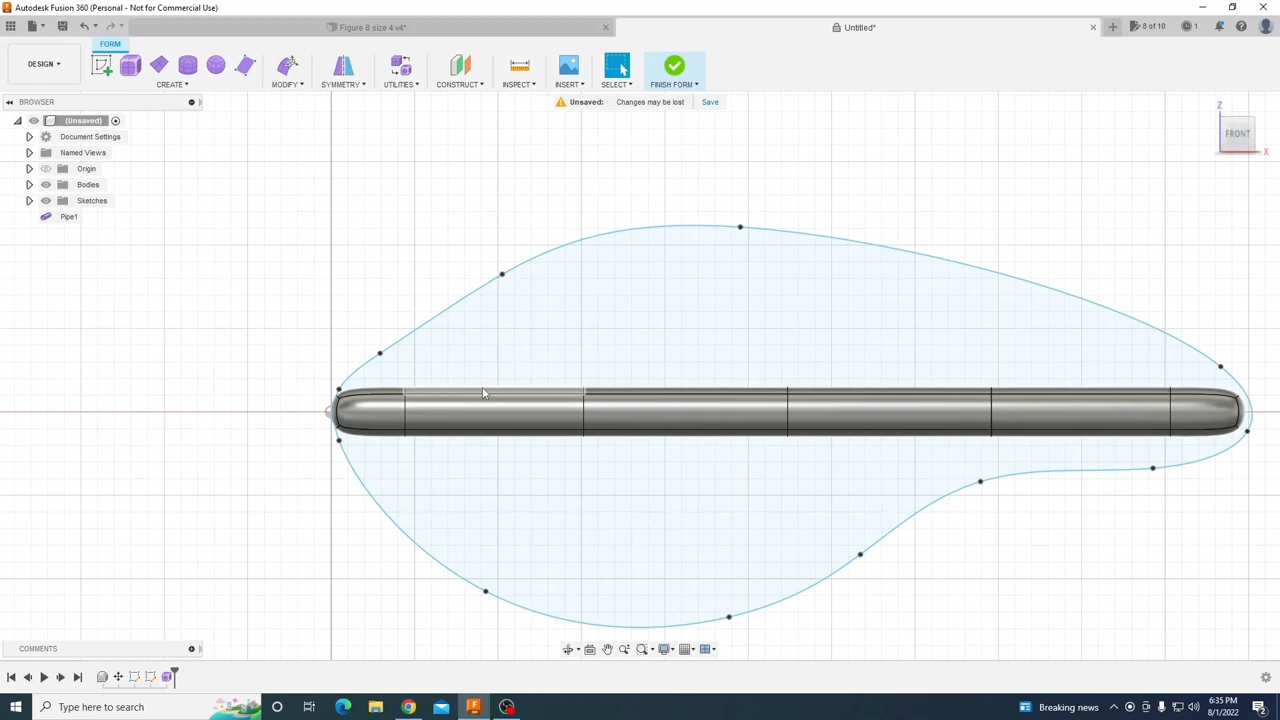 Autodesk Fusion 360 (Personal - Not for Commercial Use)
Figure 8 size 4 v4*
Untitled*
8 of 10
1
FORM
DESIGN
CREATE
MODIFY
SYMMETRY
UTILITIES
CONSTRUCT
INSPECT
INSERT
SELECT
FINISH FORM
BROWSER
Unsaved: Changes may be lost
Save
(Unsaved)
Document Settings
Named Views
Origin
Bodies
Sketches
Pipe1
Z
FRONT
X
COMMENTS
Type here to search
Breaking news
6:35 PM
8/1/2022
2